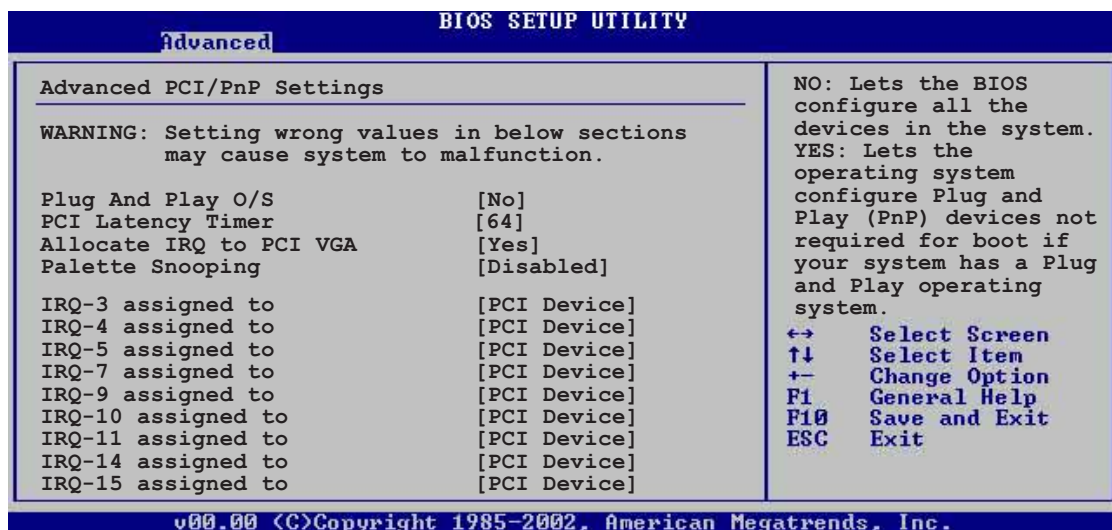 BIOS SETUP UTILITY
Advanced
Advanced PCI/PnP Settings
WARNING: Setting wrong values in below sections
may cause system to malfunction.
Plug And Play O/S [No]
PCI Latency Timer [64]
Allocate IRQ to PCI VGA [Yes]
Palette Snooping [Disabled]
IRQ-3 assigned to [PCI Device]
IRQ-4 assigned to [PCI Device]
IRQ-5 assigned to [PCI Device]
IRQ-7 assigned to [PCI Device]
IRQ-9 assigned to [PCI Device]
IRQ-10 assigned to [PCI Device]
IRQ-11 assigned to [PCI Device]
IRQ-14 assigned to [PCI Device]
IRQ-15 assigned to [PCI Device]
NO: Lets the BIOS
configure all the
devices in the system.
YES: Lets the
operating system
configure Plug and
Play (PnP) devices not
required for boot if
your system has a Plug
and Play operating
system.
←→ Select Screen
↑↓ Select Item
+- Change Option
F1 General Help
F10 Save and Exit
ESC Exit
v00.00 (C)Copyright 1985-2002, American Megatrends, Inc.